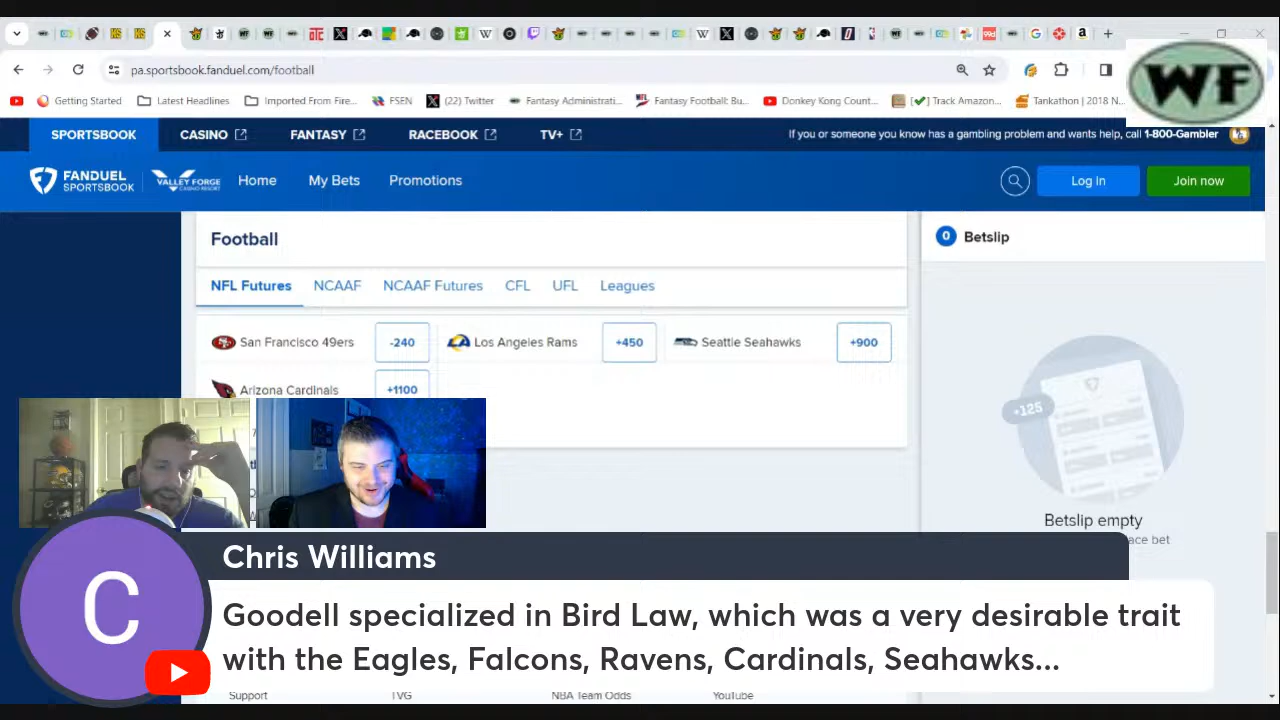 pa.sportsbook.fanduel.com/football
Getting Started
Latest Headlines
Imported From Fire...
FSEN
(22) Twitter
Fantasy Administrati...
Fantasy Football: Bu...
Donkey Kong Count...
Track Amazon...
Tankathon | 2018 N...
WF
SPORTSBOOK
CASINO
FANTASY
RACEBOOK
TV+
If you or someone you know has a gambling problem and wants help, call 1-800-Gambler
FANDUEL
SPORTSBOOK
VALLEY FORGE
CASINO RESORT
Home
My Bets
Promotions
Log In
Join now
Football
0 Betslip
NFL Futures
NCAAF
NCAAF Futures
CFL
UFL
Leagues
San Francisco 49ers
-240
Los Angeles Rams
+450
Seattle Seahawks
+900
Arizona Cardinals
+1100
+125
Betslip empty
ace bet
C
Chris Williams
Goodell specialized in Bird Law, which was a very desirable trait
with the Eagles, Falcons, Ravens, Cardinals, Seahawks...
Support
TVG
NBA Team Odds
YouTube